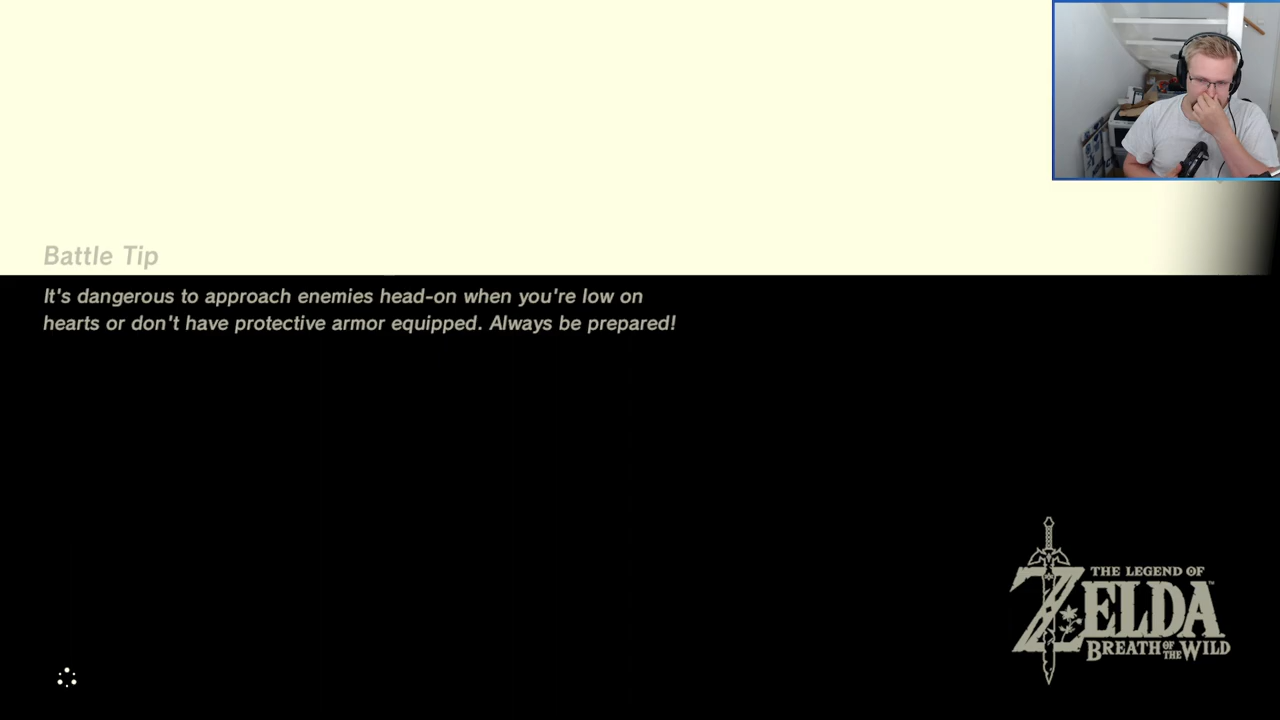 Battle Tip
It's dangerous to approach enemies head-on when you're low on
hearts or don't have protective armor equipped. Always be prepared!
THE LEGEND OF
ZELDA
BREATH OF THE WILD